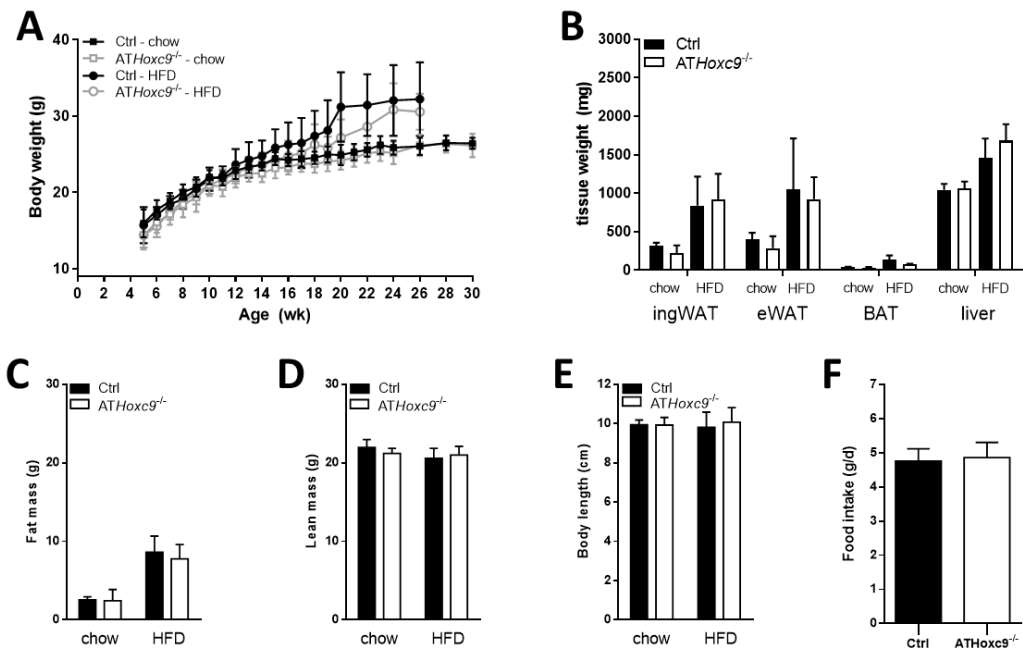 A
Body weight (g)
40
30
20
10
Ctrl - chow
ATHoxc9-/- - chow
Ctrl - HFD
ATHoxc9-/- - HFD
0 2 4 6 8 10 12 14 16 18 20 22 24 26 28 30
Age (wk)
B
tissue weight (mg)
3000
2500
2000
1500
1000
500
0
Ctrl
ATHoxc9-/-
chow HFD chow HFD chow HFD chow HFD
ingWAT eWAT BAT liver
C
Fat mass (g)
30
20
10
0
Ctrl
ATHoxc9-/-
chow HFD
D
Lean mass (g)
30
20
10
0
Ctrl
ATHoxc9-/-
chow HFD
E
Body length (cm)
12
10
8
6
4
2
0
Ctrl
ATHoxc9-/-
chow HFD
F
Food intake (g/d)
7
6
5
4
3
2
1
0
Ctrl ATHoxc9-/-